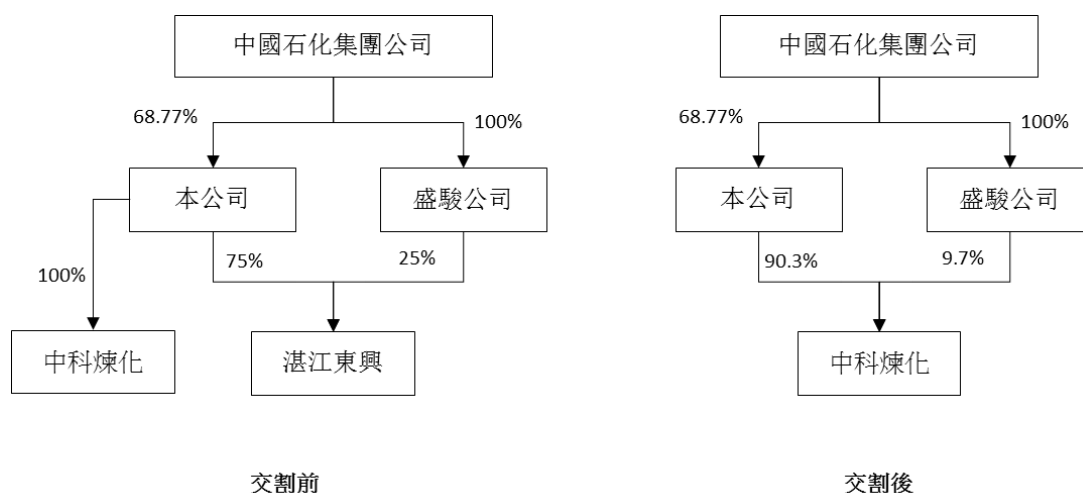 中國石化集團公司
68.77%
100%
本公司
盛駿公司
100%
75%
25%
中科煉化
湛江東興
交割前
中國石化集團公司
68.77%
100%
本公司
盛駿公司
90.3%
9.7%
中科煉化
交割後